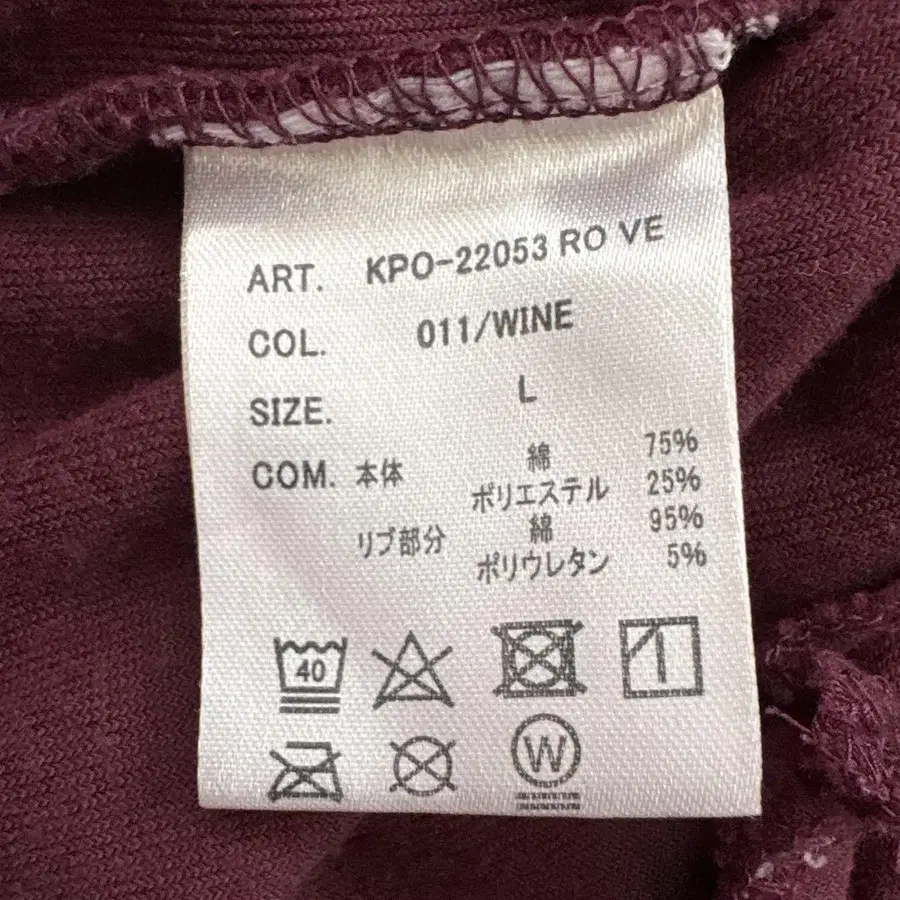 ART. KPO-22053 RO VE
COL. 011/WINE
SIZE. L
COM. 本体 綿 75%
ポリエステル 25%
リブ部分 綿 95%
ポリウレタン 5%
40
W